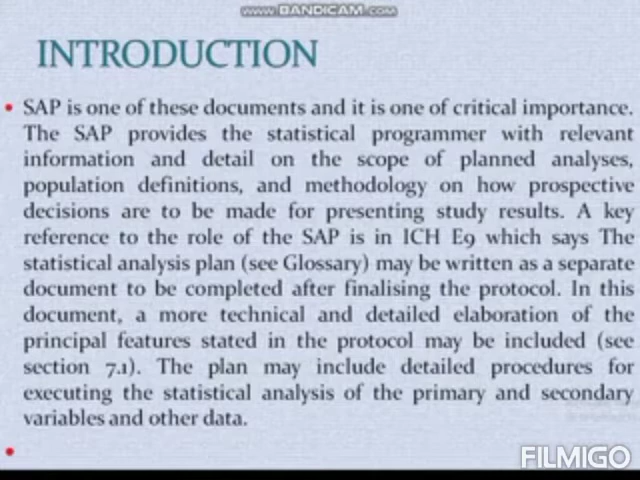 www.BANDICAM.com
INTRODUCTION
• SAP is one of these documents and it is one of critical importance.
The SAP provides the statistical programmer with relevant
information and detail on the scope of planned analyses,
population definitions, and methodology on how prospective
decisions are to be made for presenting study results. A key
reference to the role of the SAP is in ICH E9 which says The
statistical analysis plan (see Glossary) may be written as a separate
document to be completed after finalising the protocol. In this
document, a more technical and detailed elaboration of the
principal features stated in the protocol may be included (see
section 7.1). The plan may include detailed procedures for
executing the statistical analysis of the primary and secondary
variables and other data.
•
FILMIGO